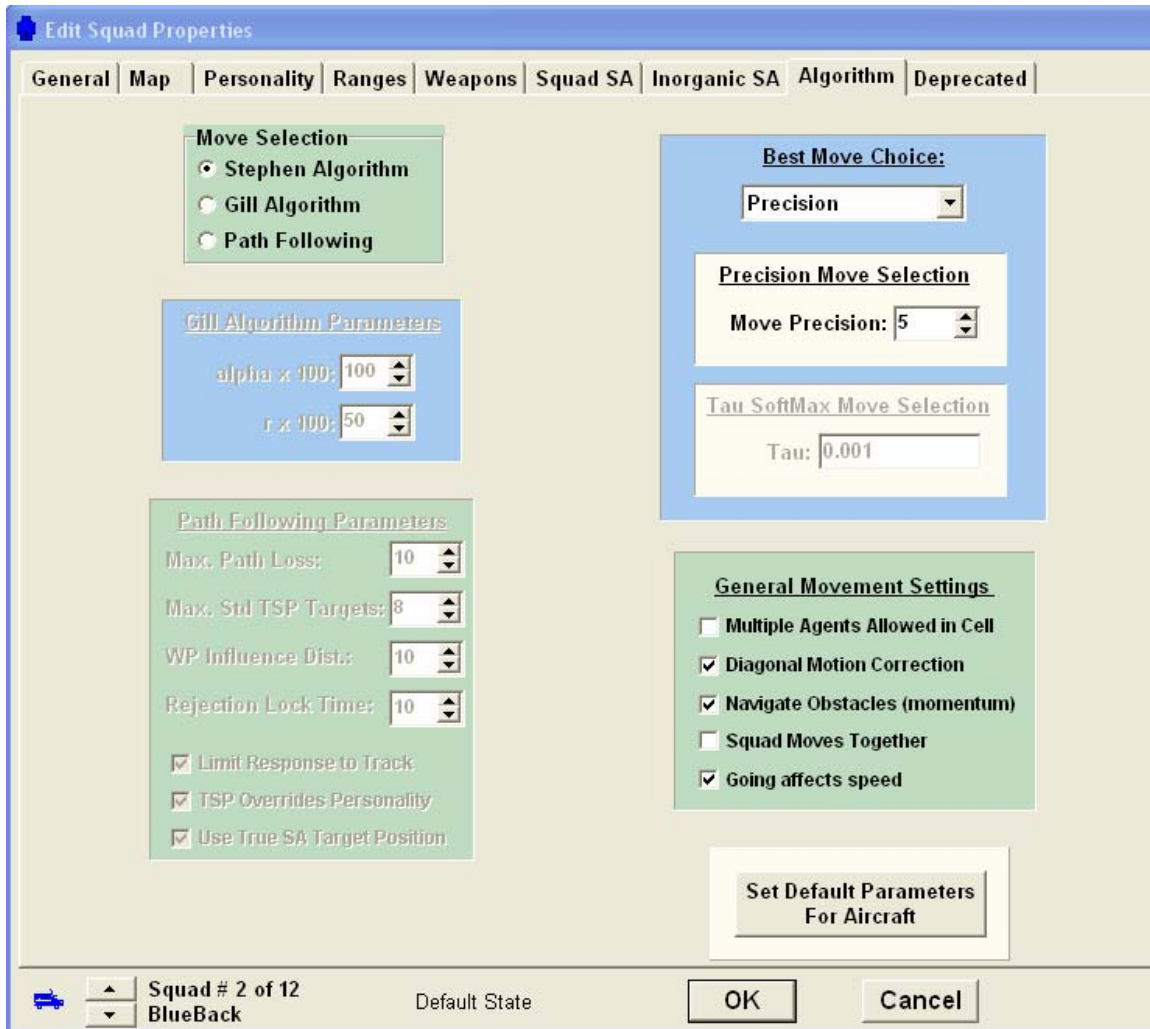 Edit Squad Properties
General Map Personality Ranges Weapons Squad SA Inorganic SA Algorithm Deprecated
Move Selection
Stephen Algorithm
Gill Algorithm
Path Following
Gill Algorithm Parameters
alpha x 100: 100
r x 100: 50
Path Following Parameters
Max. Path Loss: 10
Max. Std TSP Targets: 8
WP Influence Dist.: 10
Rejection Lock Time: 10
Limit Response to Track
TSP Overrides Personality
Use True SA Target Position
Best Move Choice:
Precision
Precision Move Selection
Move Precision: 5
Tau SoftMax Move Selection
Tau: 0.001
General Movement Settings
Multiple Agents Allowed in Cell
Diagonal Motion Correction
Navigate Obstacles (momentum)
Squad Moves Together
Going affects speed
Set Default Parameters
For Aircraft
Squad # 2 of 12
BlueBack
Default State
OK
Cancel